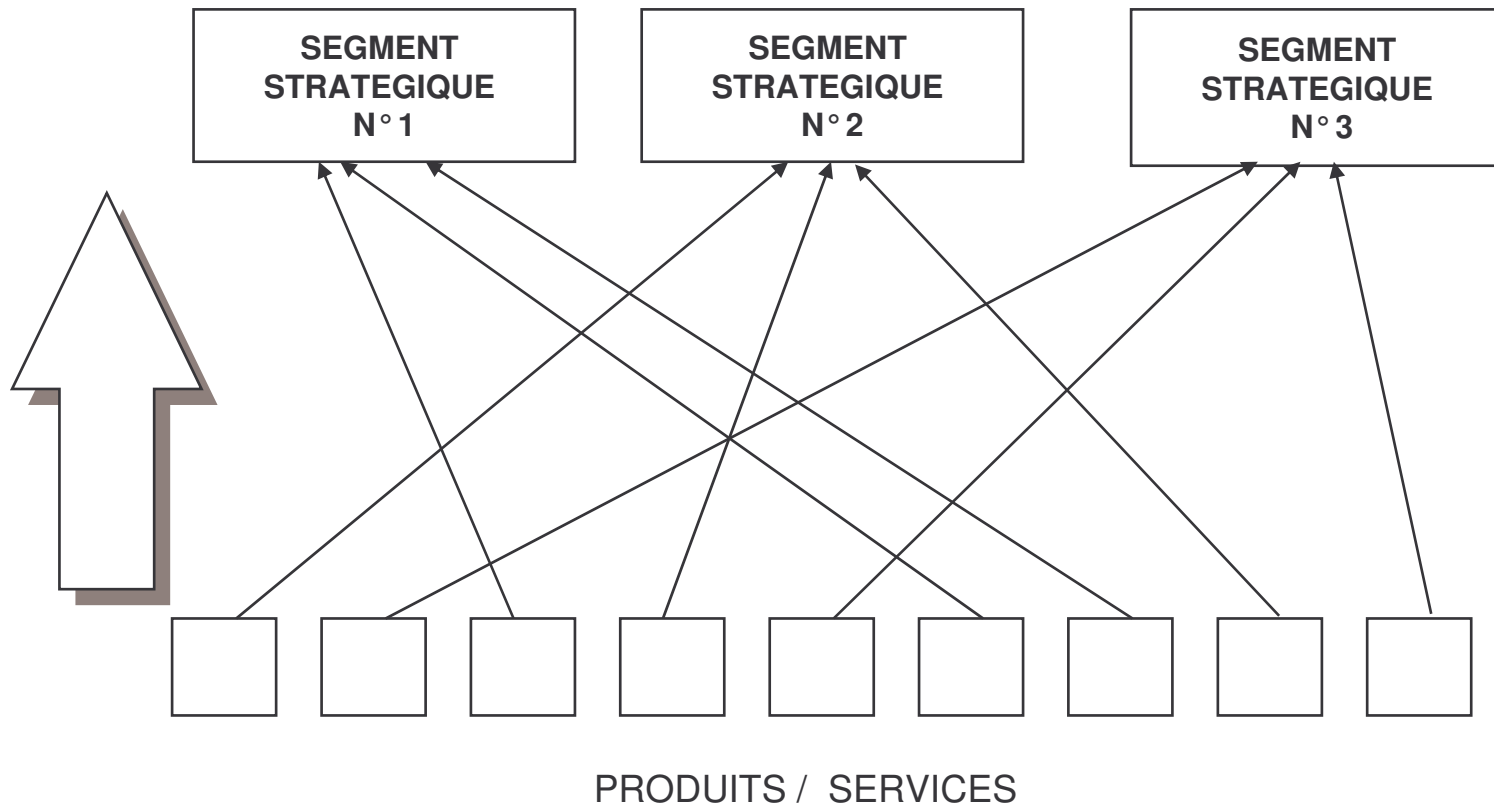 SEGMENT
STRATEGIQUE
N° 1
SEGMENT
STRATEGIQUE
N° 2
SEGMENT
STRATEGIQUE
N° 3
PRODUITS / SERVICES